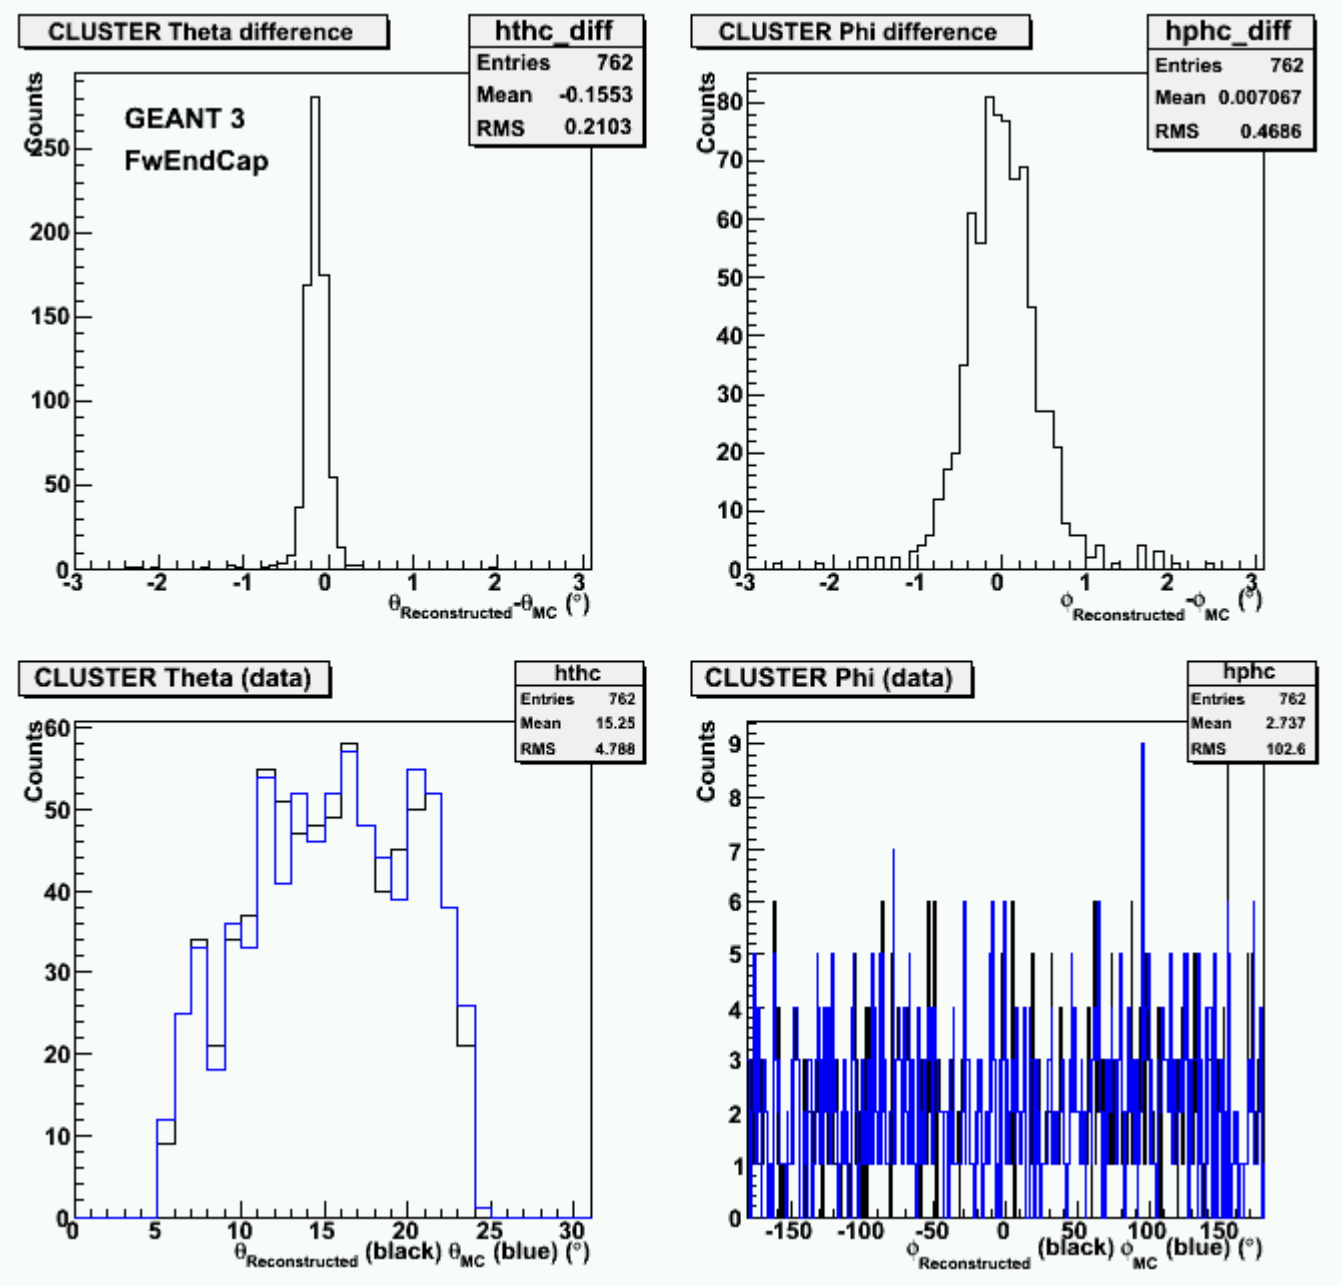 CLUSTER Theta difference
hthc_diff
Entries 762
Mean -0.1553
RMS 0.2103
Counts
GEANT 3
FwEndCap
250
200
150
100
50
0
-3 -2 -1 0 1 2 3
θReconstructed-θMC (°)
CLUSTER Phi difference
hphc_diff
Entries 762
Mean 0.007067
RMS 0.4686
Counts
80
70
60
50
40
30
20
10
0
-3 -2 -1 0 1 2 3
ϕReconstructed-ϕMC (°)
CLUSTER Theta (data)
hthc
Entries 762
Mean 15.25
RMS 4.788
Counts
60
50
40
30
20
10
0
0 5 10 15 20 25 30
θReconstructed (black) θMC (blue) (°)
CLUSTER Phi (data)
hphc
Entries 762
Mean 2.737
RMS 102.6
Counts
9
8
7
6
5
4
3
2
1
0
-150 -100 -50 0 50 100 150
ϕReconstructed (black) ϕMC (blue) (°)